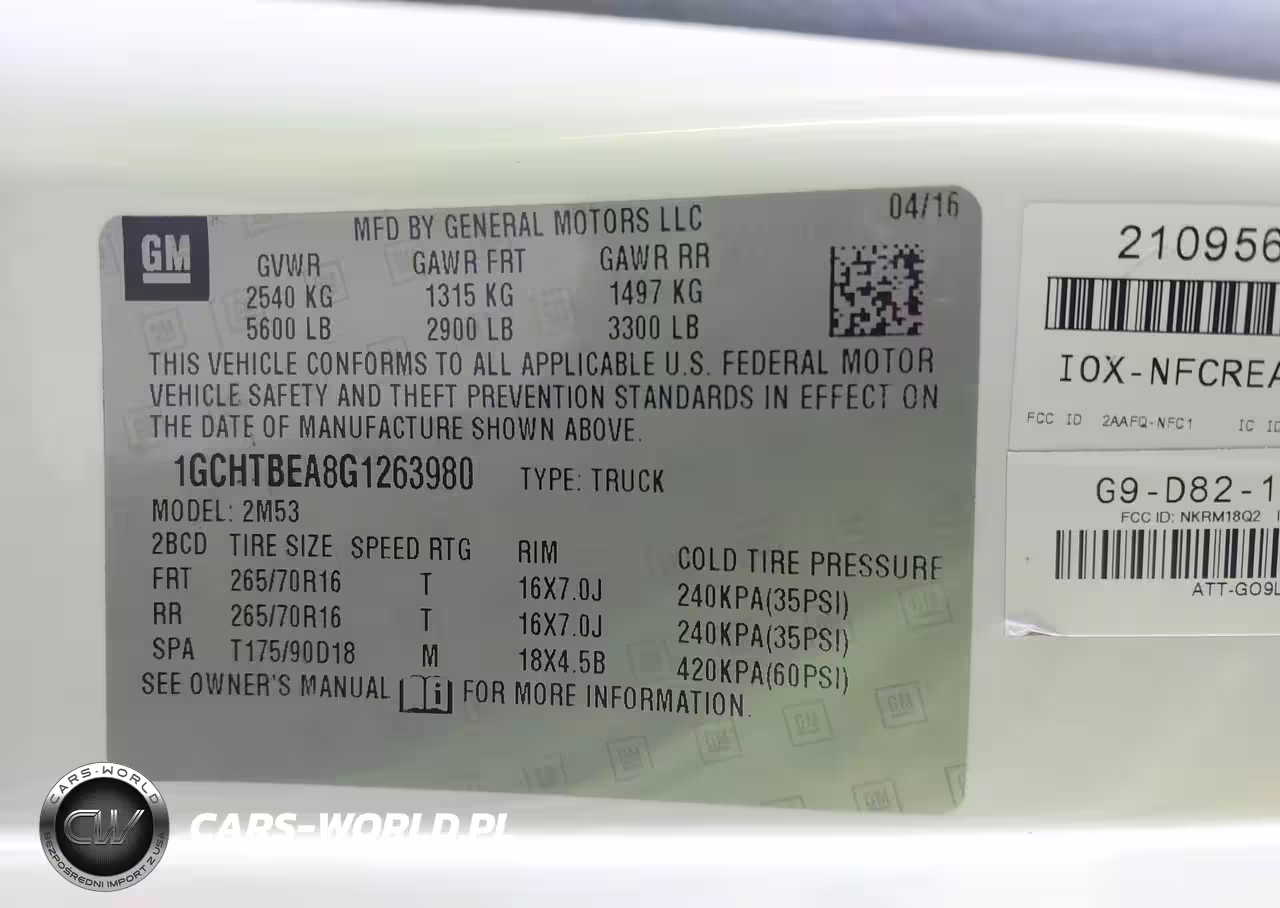 GM
MFD BY GENERAL MOTORS LLC
04/16
GVWR GAWR FRT GAWR RR
2540 KG 1315 KG 1497 KG
5600 LB 2900 LB 3300 LB
THIS VEHICLE CONFORMS TO ALL APPLICABLE U.S. FEDERAL MOTOR
VEHICLE SAFETY AND THEFT PREVENTION STANDARDS IN EFFECT ON
THE DATE OF MANUFACTURE SHOWN ABOVE.
1GCHTBEA8G1263980 TYPE: TRUCK
MODEL: 2M53
2BCD TIRE SIZE SPEED RTG RIM COLD TIRE PRESSURE
FRT 265/70R16 T 16X7.0J 240KPA(35PSI)
RR 265/70R16 T 16X7.0J 240KPA(35PSI)
SPA T175/90D18 M 18X4.5B 420KPA(60PSI)
SEE OWNER'S MANUAL FOR MORE INFORMATION.
210956
IOX-NFCREA
FCC ID 2AAFQ-NFC1 IC ID
G9-D82-1
FCC ID: NKRM18Q2
ATT-GO9L
CARS-WORLD
CW
BEZPOŚREDNI IMPORT Z USA
CARS-WORLD.PL